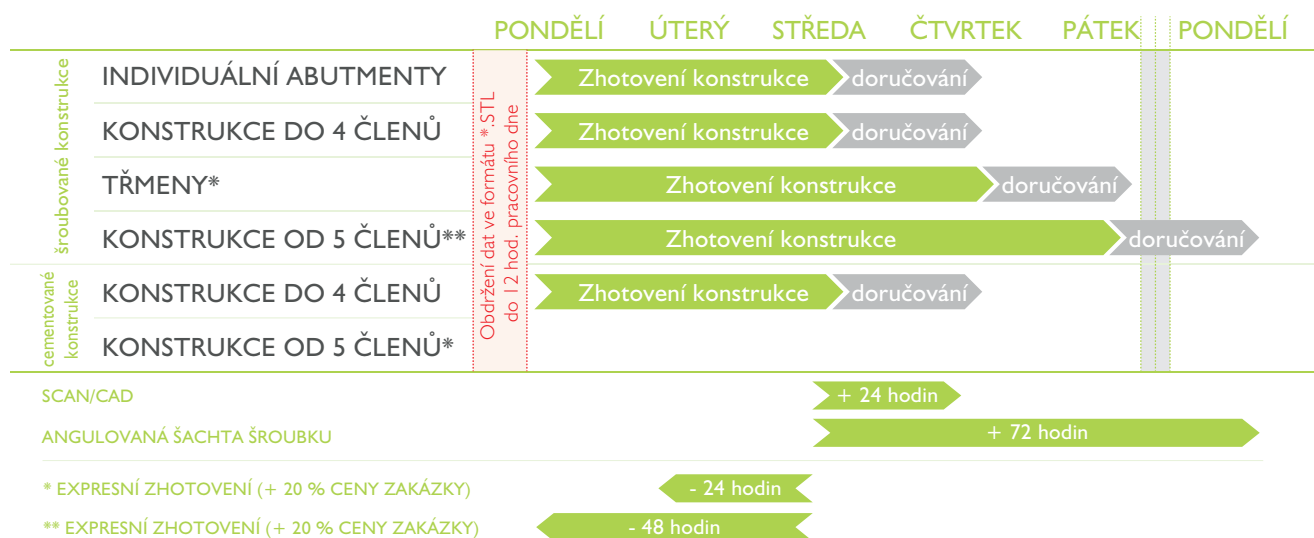 PONDĚLÍ ÚTERÝ STŘEDA ČTVRTEK PÁTEK PONDĚLÍ
šroubované konstrukce
Obdržení dat ve formátu *.STL
do 12 hod. pracovního dne
INDIVIDUÁLNÍ ABUTMENTY Zhotovení konstrukce doručování
KONSTRUKCE DO 4 ČLENŮ Zhotovení konstrukce doručování
TŘMENY* Zhotovení konstrukce doručování
KONSTRUKCE OD 5 ČLENŮ** Zhotovení konstrukce doručování
cementované
konstrukce
KONSTRUKCE DO 4 ČLENŮ Zhotovení konstrukce doručování
KONSTRUKCE OD 5 ČLENŮ*
SCAN/CAD + 24 hodin
ANGULOVANÁ ŠACHTA ŠROUBKU + 72 hodin
* EXPRESNÍ ZHOTOVENÍ (+ 20 % CENY ZAKÁZKY) - 24 hodin
** EXPRESNÍ ZHOTOVENÍ (+ 20 % CENY ZAKÁZKY) - 48 hodin